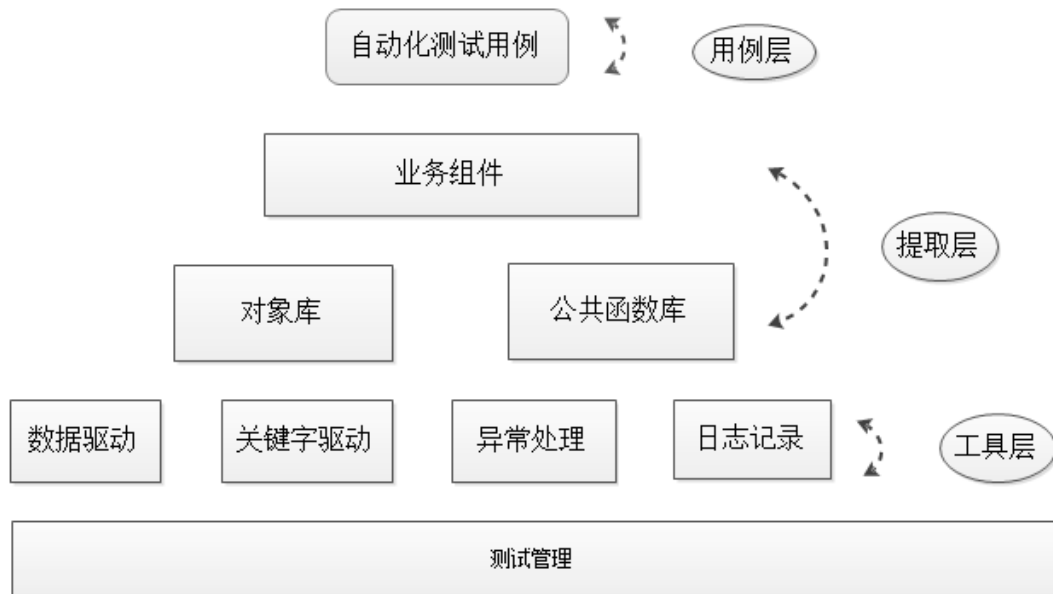 自动化测试用例
用例层
业务组件
提取层
对象库
公共函数库
数据驱动
关键字驱动
异常处理
日志记录
工具层
测试管理